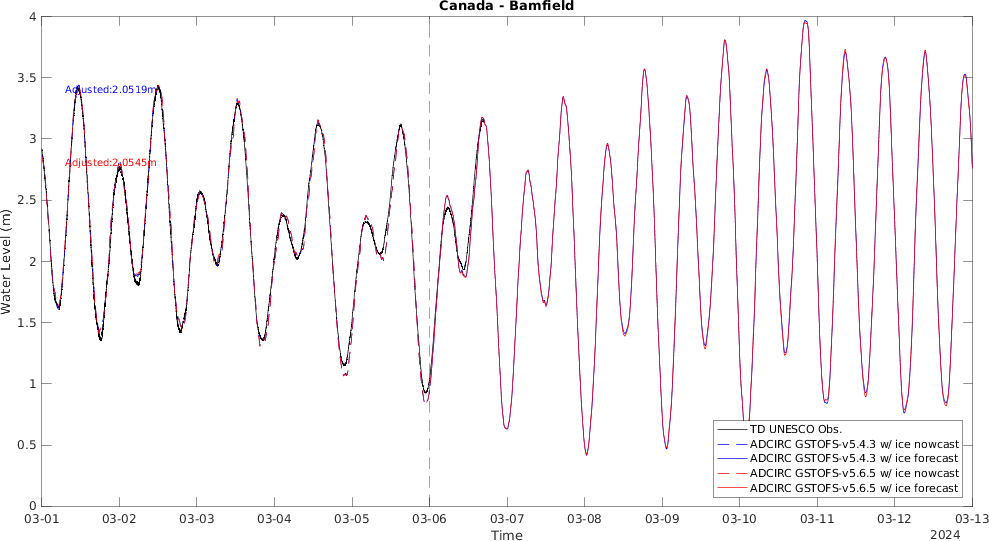 Canada - Bamfield
4
3.5
3
2.5
2
1.5
1
0.5
0
Water Level (m)
Adjusted:2.0519m
Adjusted:2.0545m
TD UNESCO Obs.
ADCIRC GSTOFS-v5.4.3 w/ ice nowcast
ADCIRC GSTOFS-v5.4.3 w/ ice forecast
ADCIRC GSTOFS-v5.6.5 w/ ice nowcast
ADCIRC GSTOFS-v5.6.5 w/ ice forecast
03-01 03-02 03-03 03-04 03-05 03-06 03-07 03-08 03-09 03-10 03-11 03-12 03-13
Time
2024